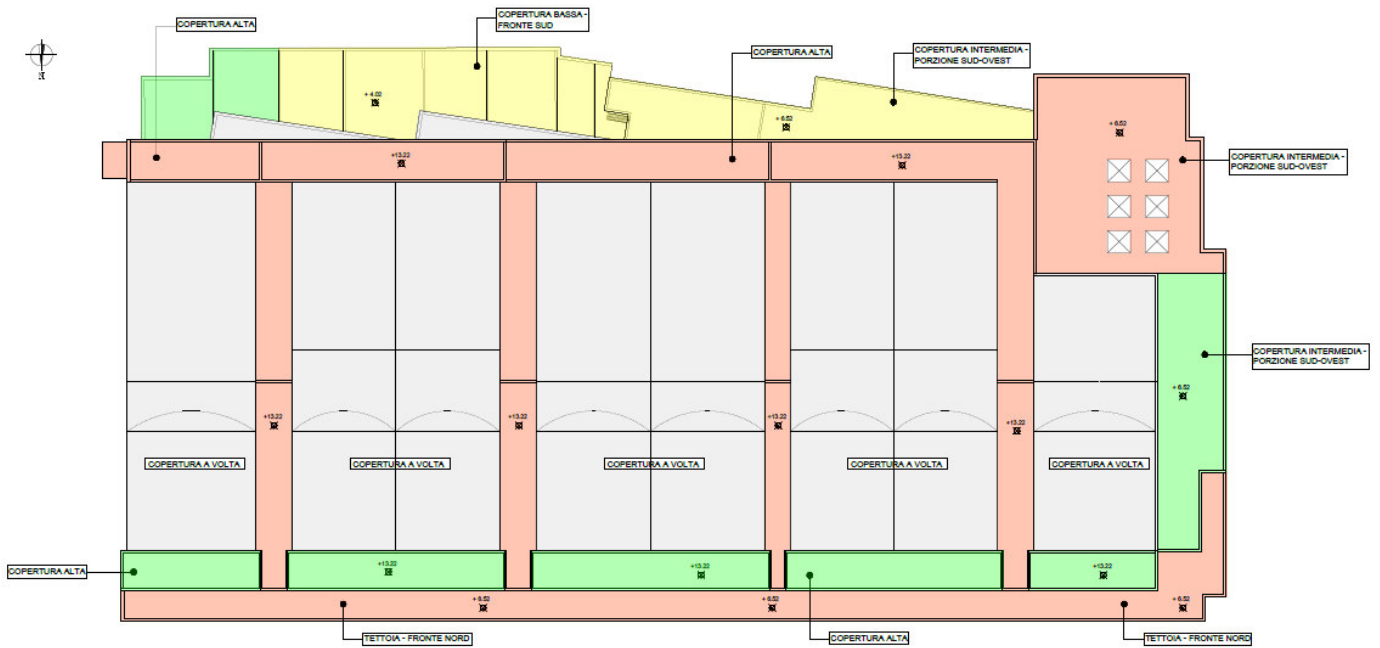 COPERTURA ALTA
COPERTURA BASSA -
FRONTE SUD
COPERTURA ALTA
COPERTURA INTERMEDIA -
PORZIONE SUD-OVEST
N
+ 4.02
+ 6.52
+ 6.52
+13.22
+13.22
COPERTURA INTERMEDIA -
PORZIONE SUD-OVEST
COPERTURA INTERMEDIA -
PORZIONE SUD-OVEST
+ 6.52
+13.22
+13.22
+13.22
+13.22
COPERTURA A VOLTA
COPERTURA A VOLTA
COPERTURA A VOLTA
COPERTURA A VOLTA
COPERTURA A VOLTA
COPERTURA ALTA
+13.22
+13.22
+13.22
+ 6.52
+ 6.52
+ 6.52
TETTOIA - FRONTE NORD
COPERTURA ALTA
TETTOIA - FRONTE NORD